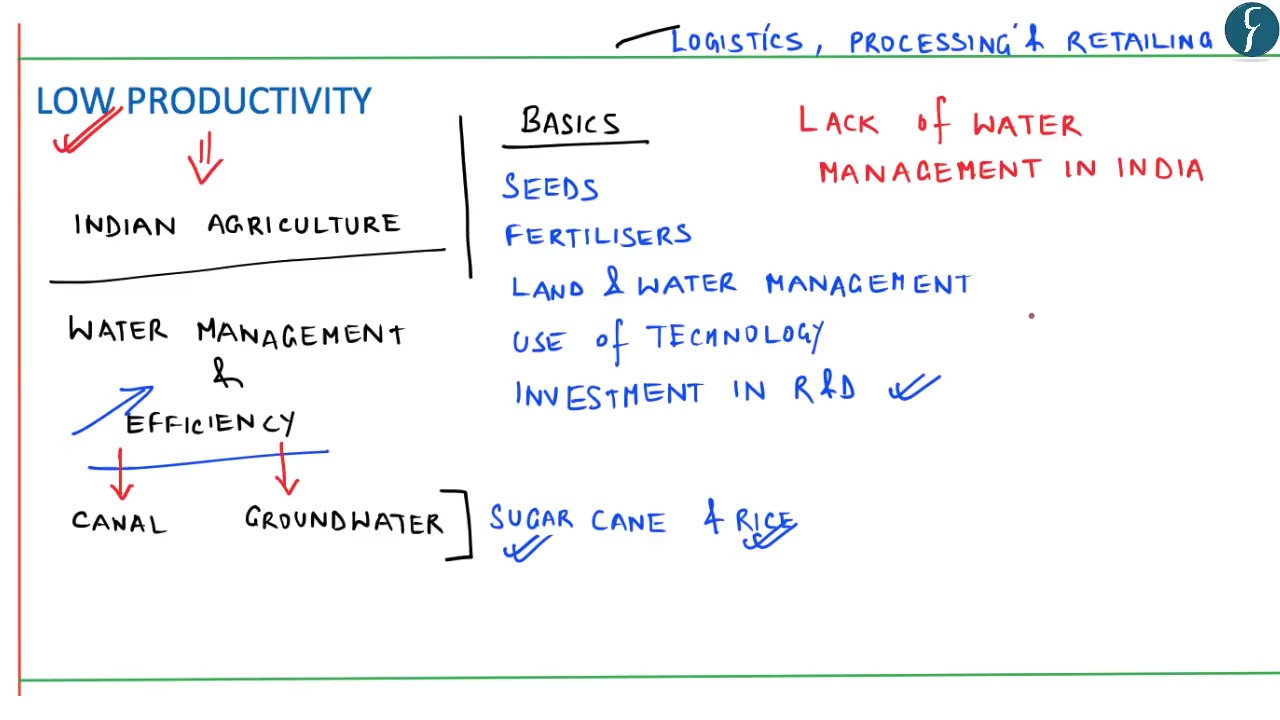 LOGISTICS, PROCESSING & RETAILING
LOW PRODUCTIVITY
INDIAN AGRICULTURE
WATER MANAGEMENT
&
EFFICIENCY
CANAL GROUNDWATER
BASICS
SEEDS
FERTILISERS
LAND & WATER MANAGEMENT
USE of TECHNOLOGY
INVESTMENT IN R&D
SUGAR CANE & RICE
LACK of WATER
MANAGEMENT IN INDIA